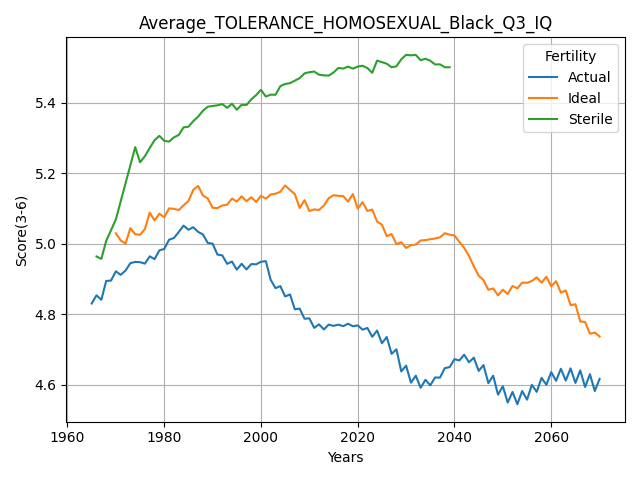 Average_TOLERANCE_HOMOSEXUAL_Black_Q3_IQ
Fertility
Actual
Ideal
Sterile
Score(3-6)
5.4
5.2
5.0
4.8
4.6
1960
1980
2000
2020
2040
2060
Years